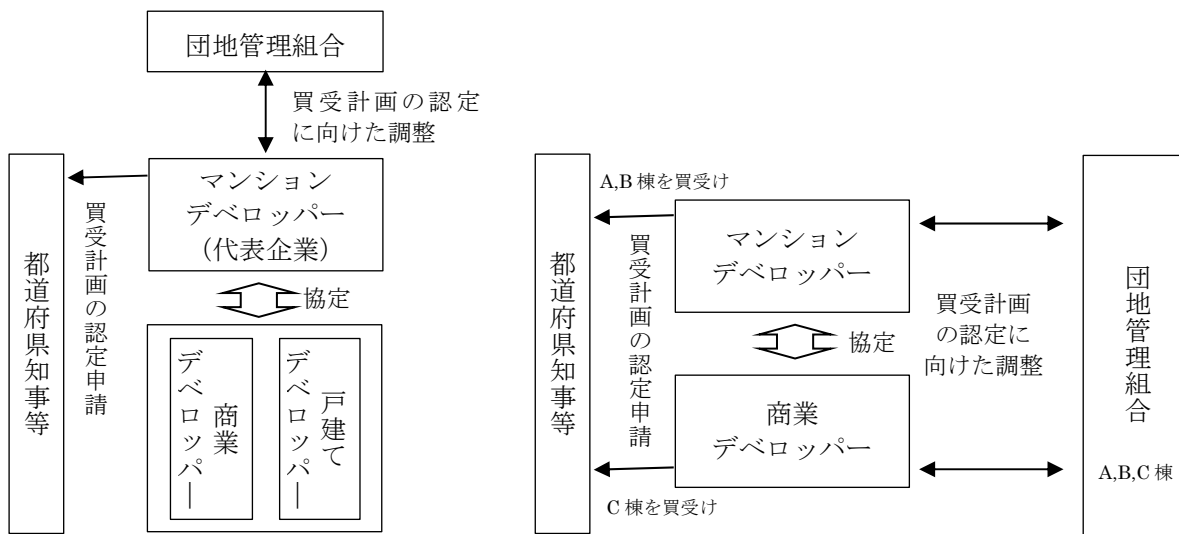 団地管理組合
買受計画の認定
に向けた調整
マンション
デベロッパー
（代表企業）
買受計画の認定申請
都道府県知事等
協定
商業
デベロッパー
戸建て
デベロッパー
A,B 棟を買受け
マンション
デベロッパー
買受計画の認定申請
都道府県知事等
協定
買受計画
の認定に
向けた調整
商業
デベロッパー
C 棟を買受け
団地管理組合
A,B,C 棟